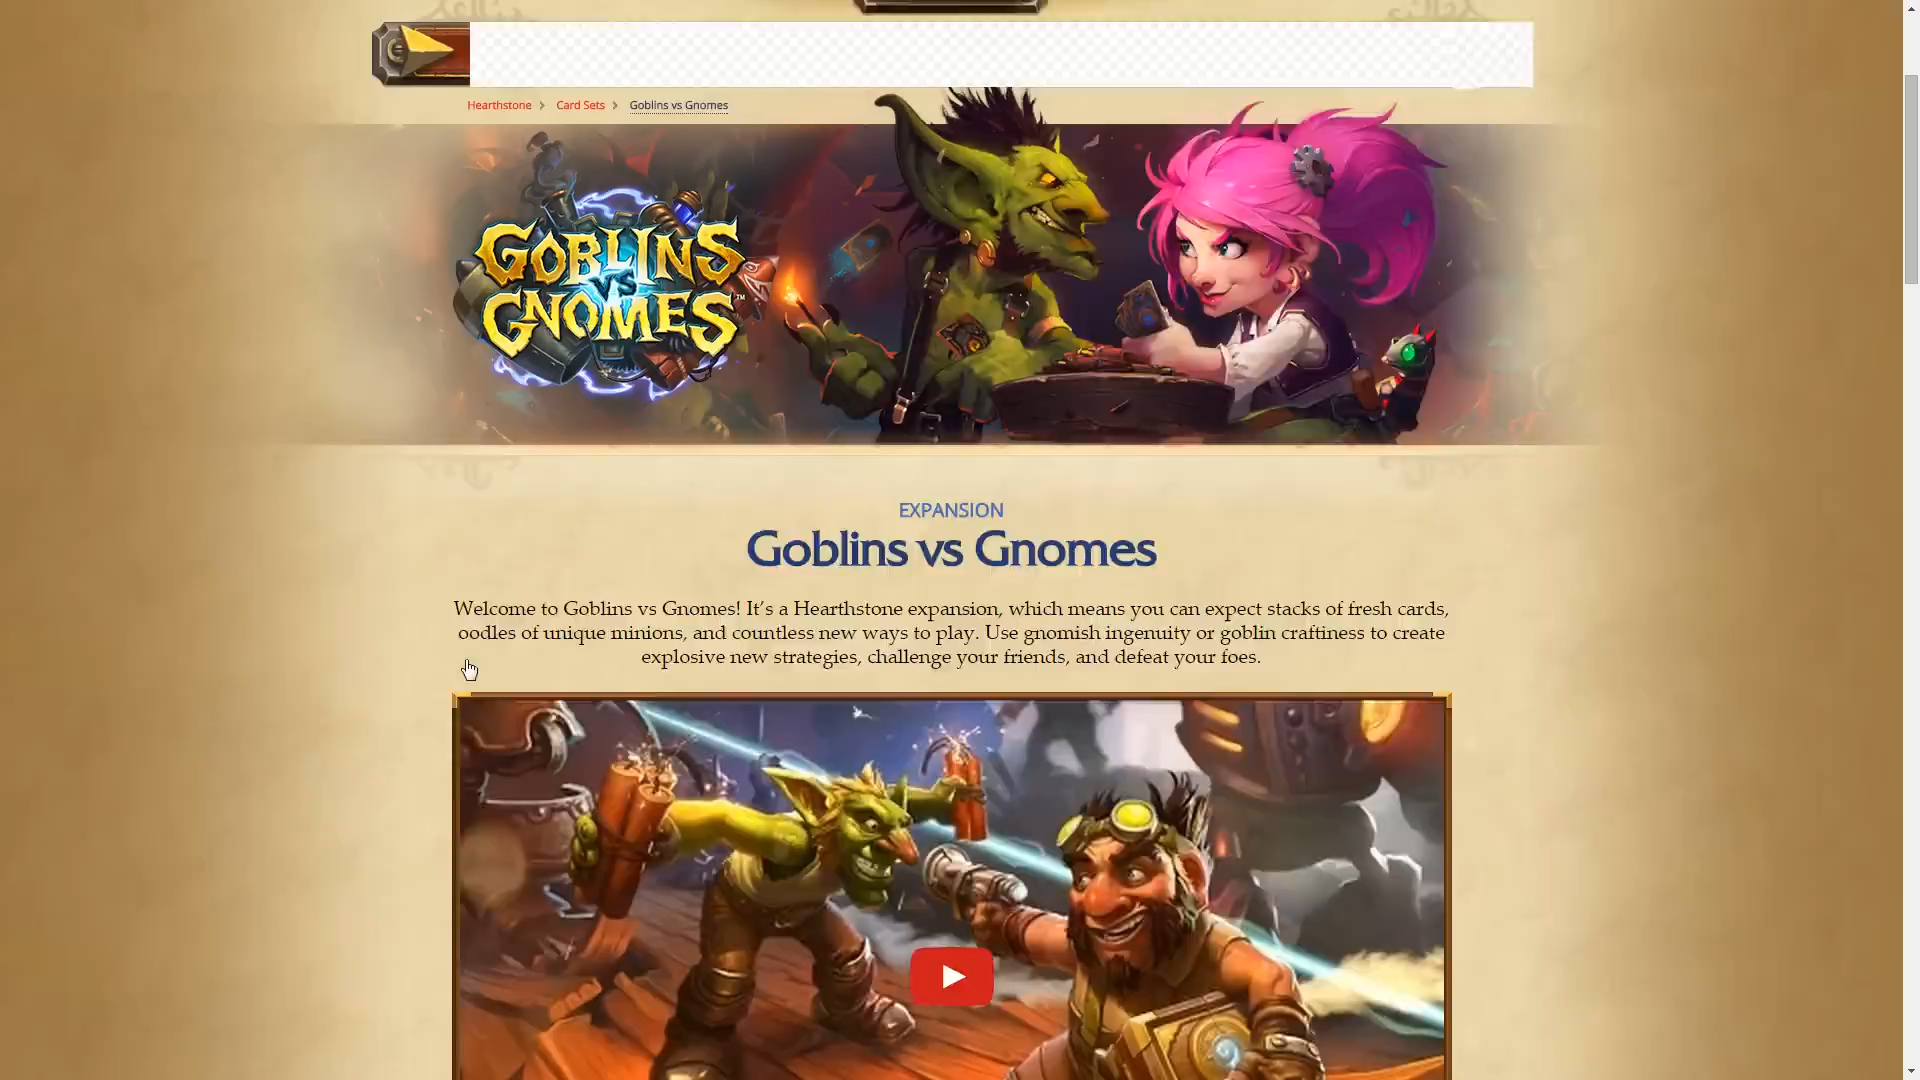 Hearthstone > Card Sets > Goblins vs Gnomes
GOBLINS
VS
GNOMES™
EXPANSION
Goblins vs Gnomes
Welcome to Goblins vs Gnomes! It’s a Hearthstone expansion, which means you can expect stacks of fresh cards,
oodles of unique minions, and countless new ways to play. Use gnomish ingenuity or goblin craftiness to create
explosive new strategies, challenge your friends, and defeat your foes.